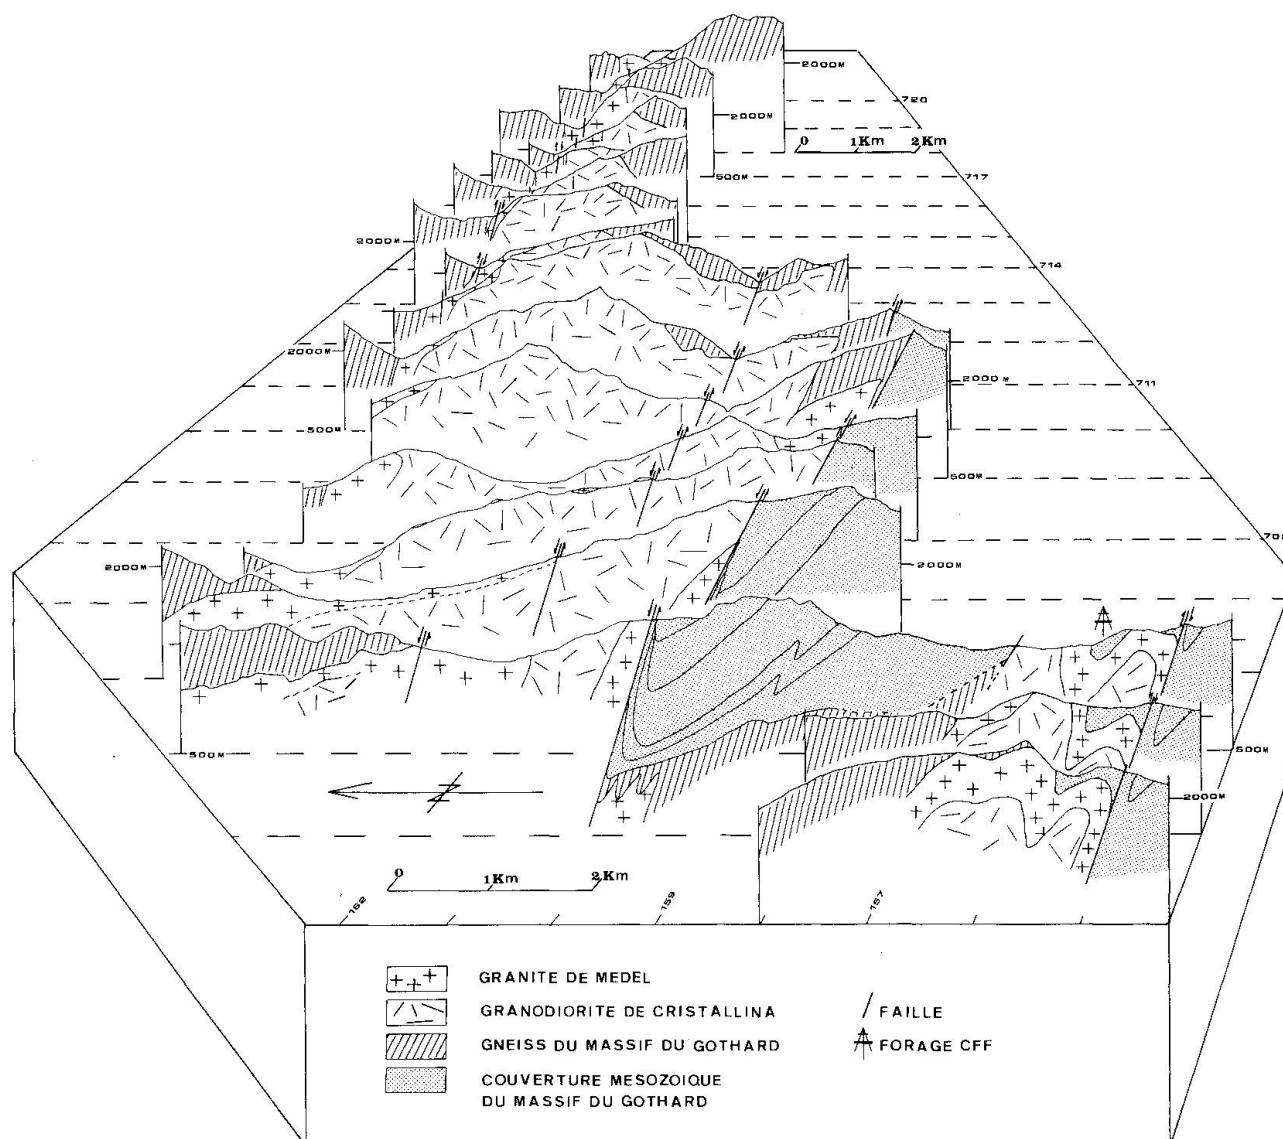 2000M
720
2000M
0 1Km 2Km
500M
717
2000M
714
2000M
2000M
711
500M
500M
2000M
2000M
500M
500M
2000M
0 1Km 2Km
162
159
157
GRANITE DE MEDEL
GRANODIORITE DE CRISTALLINA
FAILLE
GNEISS DU MASSIF DU GOTHARD
FORAGE CFF
COUVERTURE MESOZOIQUE
DU MASSIF DU GOTHARD